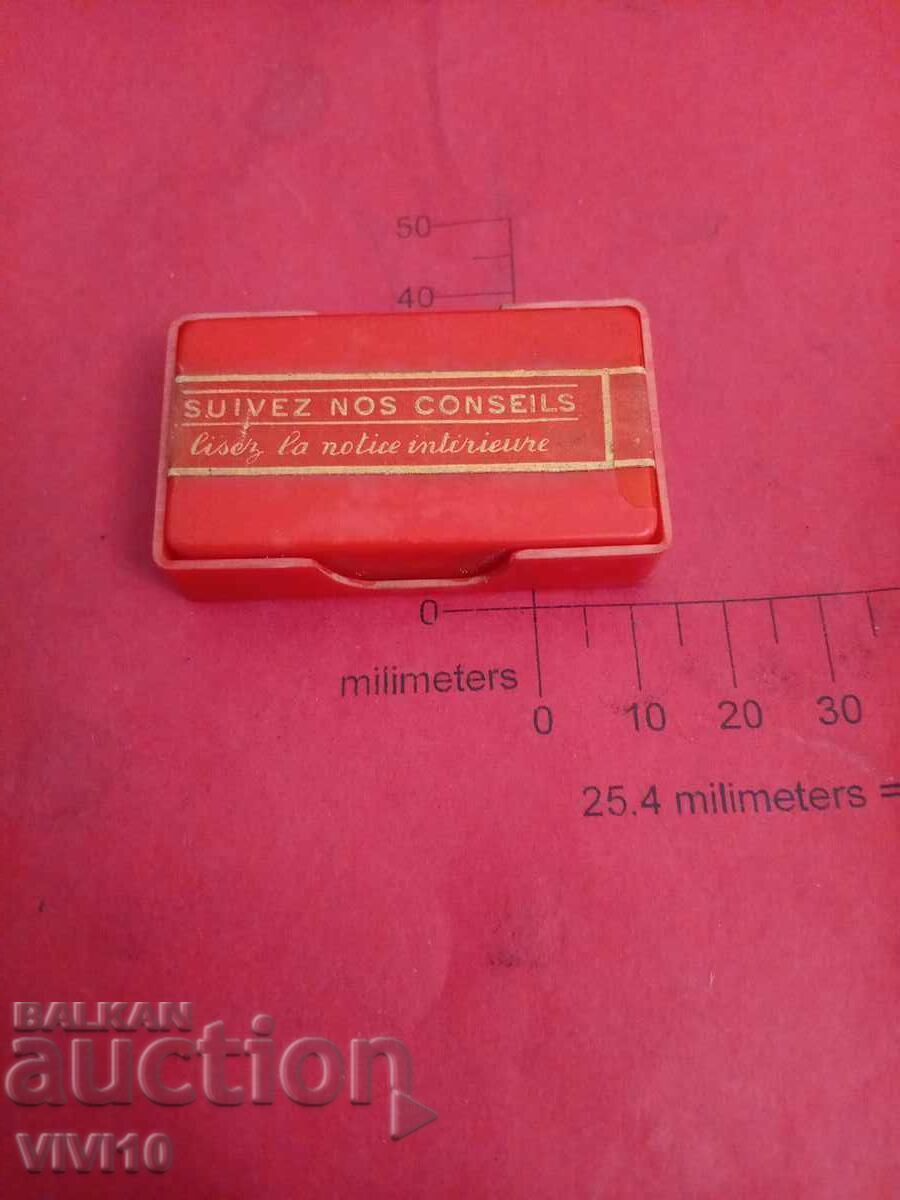 50
40
SUIVEZ NOS CONSEILS
lisez la notice intérieure
0
milimeters
0 10 20 30
25.4 milimeters =
BALKAN
auction
VIVI10